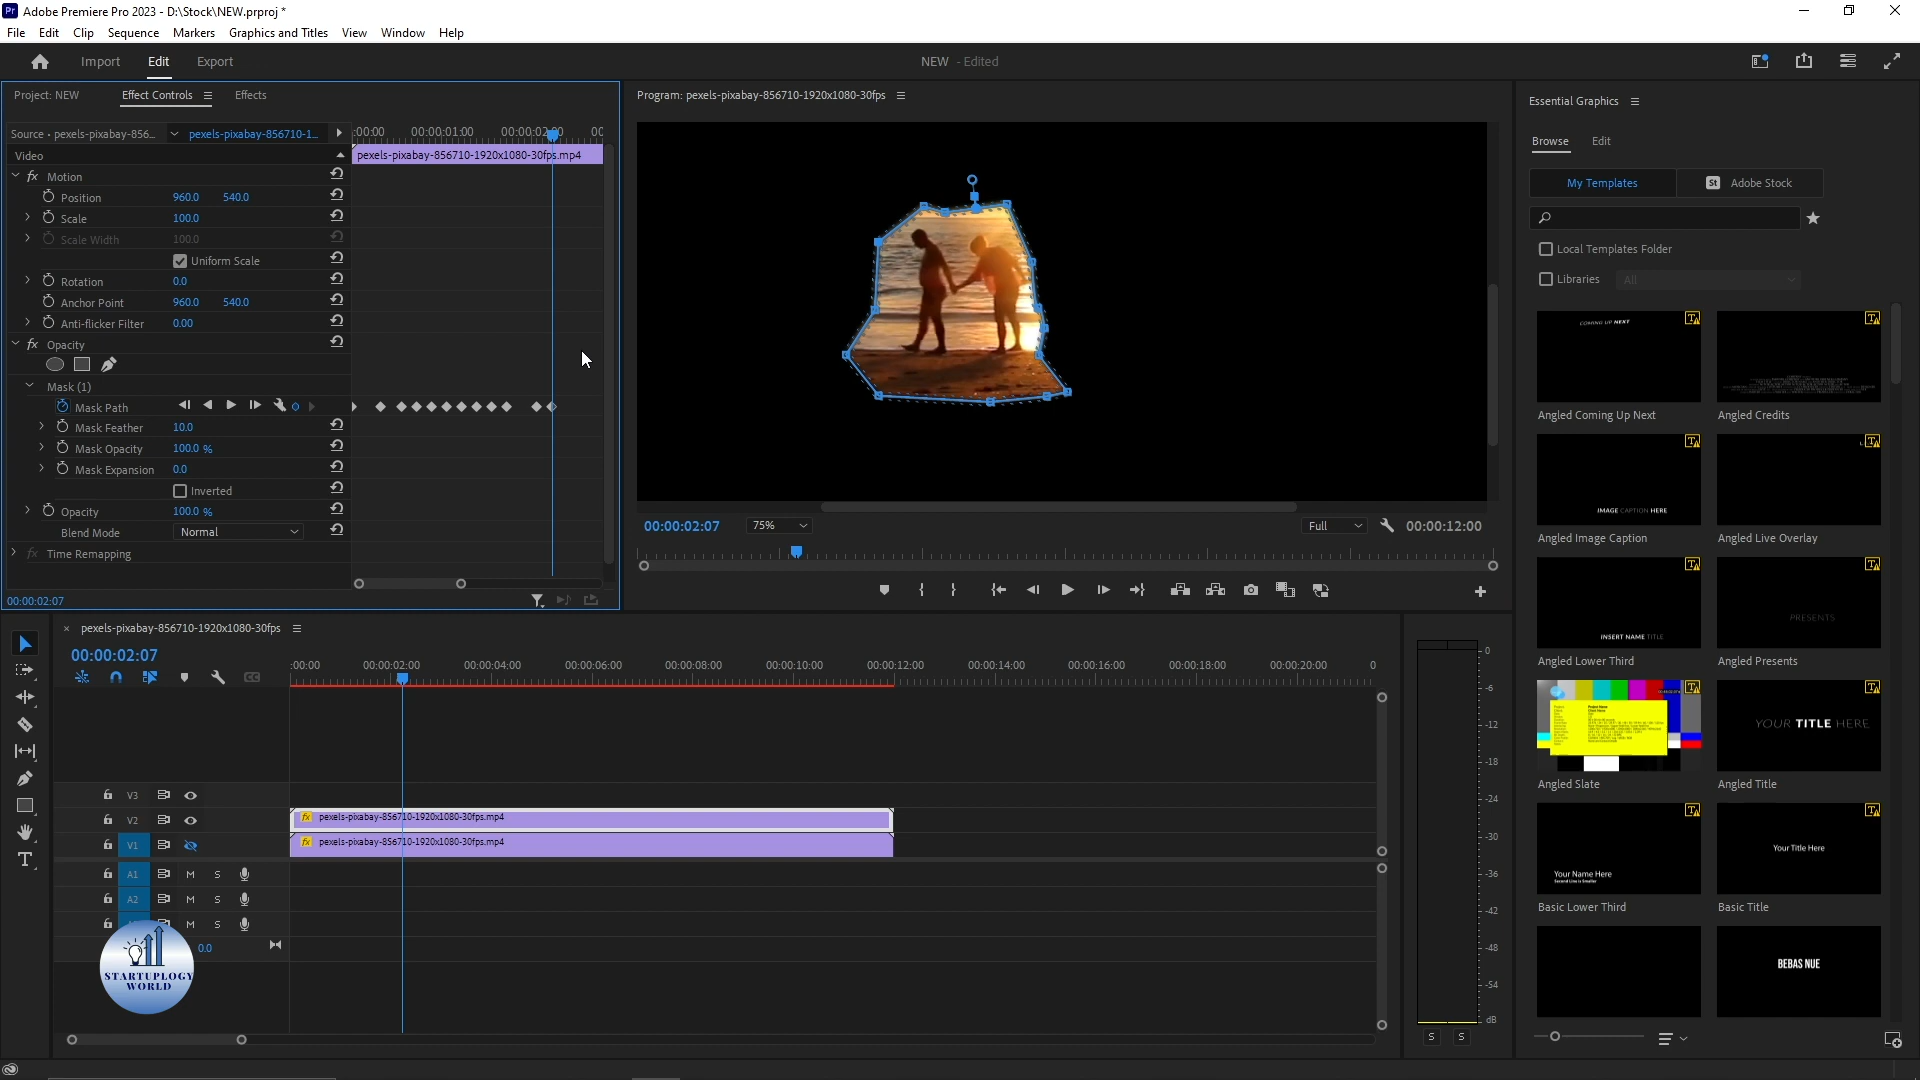 Pr Adobe Premiere Pro 2023 - D:\Stock\NEW.prproj *
File Edit Clip Sequence Markers Graphics and Titles View Window Help
Import Edit Export
NEW - Edited
Project: NEW Effect Controls Effects
Source • pexels-pixabay-856... pexels-pixabay-856710-1...
:00:00 00:00:01:00 00:00:02:00 00
Video
pexels-pixabay-856710-1920x1080-30fps.mp4
fx Motion
Position 960.0 540.0
Scale 100.0
Scale Width 100.0
Uniform Scale
Rotation 0.0
Anchor Point 960.0 540.0
Anti-flicker Filter 0.00
fx Opacity
Mask (1)
Mask Path
Mask Feather 10.0
Mask Opacity 100.0 %
Mask Expansion 0.0
Inverted
Opacity 100.0 %
Blend Mode Normal
fx Time Remapping
00:00:02:07
Program: pexels-pixabay-856710-1920x1080-30fps
00:00:02:07 75% Full 00:00:12:00
Essential Graphics
Browse Edit
My Templates St Adobe Stock
Local Templates Folder
Libraries All
COMING UP NEXT
Angled Coming Up Next Angled Credits
IMAGE CAPTION HERE
Angled Image Caption Angled Live Overlay
INSERT NAME TITLE PRESENTS
Angled Lower Third Angled Presents
YOUR TITLE HERE
Angled Slate Angled Title
Your Name Here
Second Line is Smaller
Your Title Here
Basic Lower Third Basic Title
BEBAS NUE
pexels-pixabay-856710-1920x1080-30fps
00:00:02:07
:00:00 00:00:02:00 00:00:04:00 00:00:06:00 00:00:08:00 00:00:10:00 00:00:12:00 00:00:14:00 00:00:16:00 00:00:18:00 00:00:20:00 0
CC
V3
V2 fx pexels-pixabay-856710-1920x1080-30fps.mp4
V1 fx pexels-pixabay-856710-1920x1080-30fps.mp4
A1 M S
A2 M S
M S
0.0
STARTUPLOGY
WORLD
0
-6
-12
-18
-24
-30
-36
-42
-48
-54
dB
S S